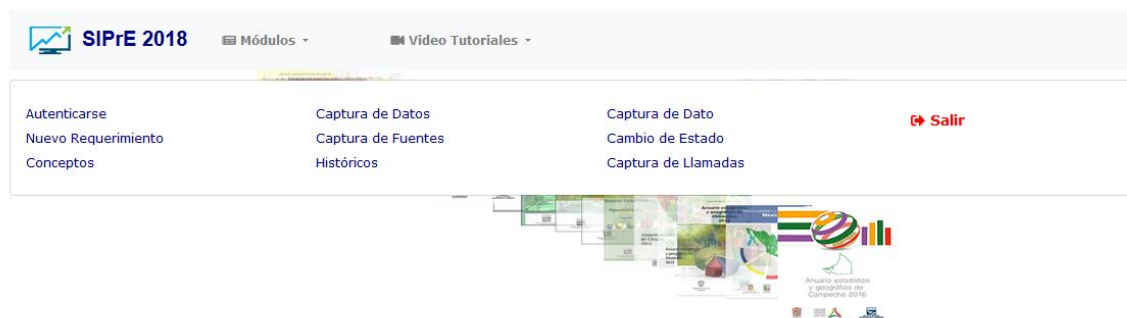 SIPrE 2018 Módulos Video Tutoriales
Autenticarse Captura de Datos Captura de Dato Salir
Nuevo Requerimiento Captura de Fuentes Cambio de Estado
Conceptos Históricos Captura de Llamadas
Anuario estadístico
y geográfico de
Campeche 2016